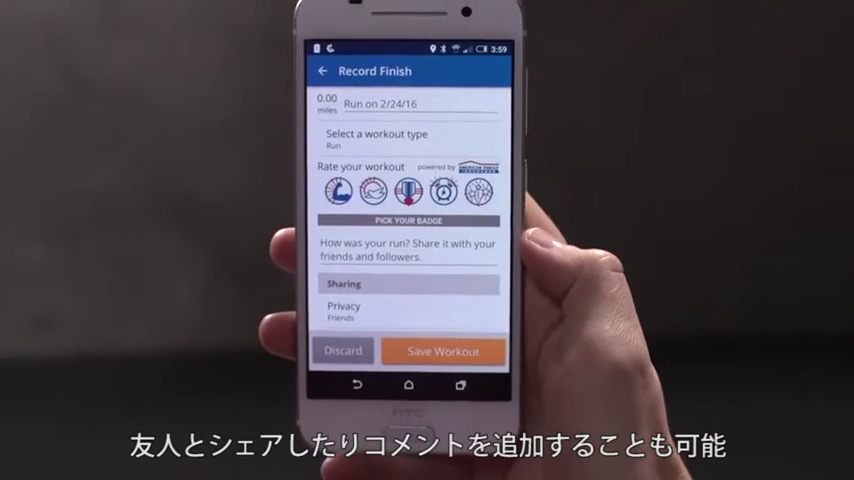 3:59
Record Finish
0.00
miles
Run on 2/24/16
Select a workout type
Run
Rate your workout
powered by
AMERICAN FAMILY
INSURANCE
PICK YOUR BADGE
How was your run? Share it with your
friends and followers.
Sharing
Privacy
Friends
Discard
Save Workout
hTC
友人とシェアしたりコメントを追加することも可能